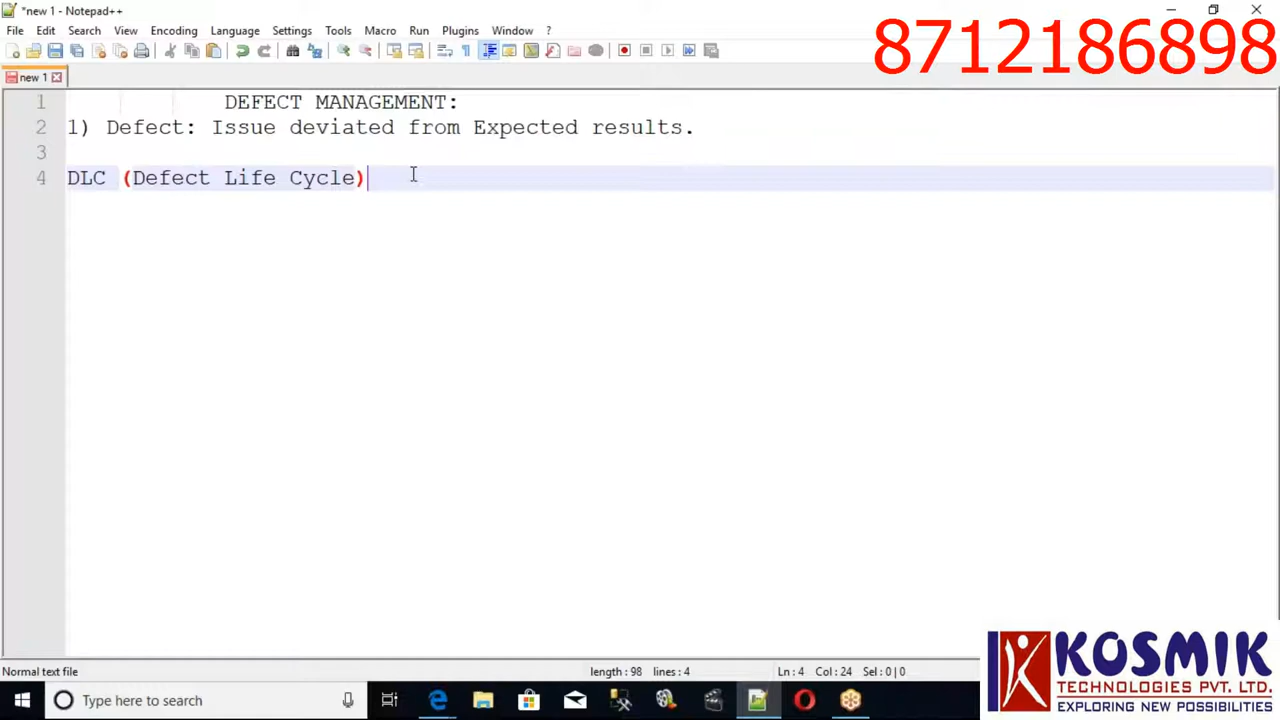 *new 1 - Notepad++
File Edit Search View Encoding Language Settings Tools Macro Run Plugins Window ?
8712186898
new 1
1 DEFECT MANAGEMENT:
2 1) Defect: Issue deviated from Expected results.
3
4 DLC (Defect Life Cycle)
Normal text file length : 98 lines : 4 Ln : 4 Col : 24 Sel : 0 | 0
KOSMIK
TECHNOLOGIES PVT. LTD.
EXPLORING NEW POSSIBILITIES
Type here to search